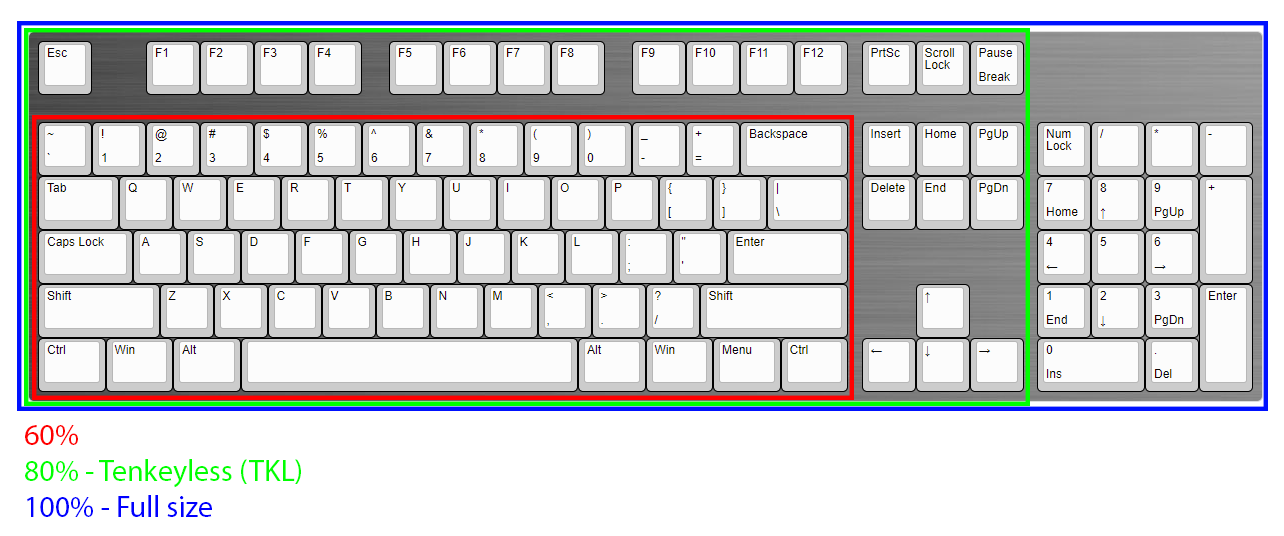 Esc F1 F2 F3 F4 F5 F6 F7 F8 F9 F10 F11 F12 PrtSc Scroll Pause
Lock Break
~ ! @ # $ % ^ & * ( ) _ + Backspace Insert Home PgUp Num / * -
Lock
` 1 2 3 4 5 6 7 8 9 0 - =
Tab Q W E R T Y U I O P { } | Delete End PgDn 7 8 9 +
[ ] \ Home ↑ PgUp
Caps Lock A S D F G H J K L : " Enter 4 5 6
; ' ← →
Shift Z X C V B N M < > ? Shift ↑ 1 2 3 Enter
, . / End ↓ PgDn
Ctrl Win Alt Alt Win Menu Ctrl ← ↓ → 0 .
Ins Del
60%
80% - Tenkeyless (TKL)
100% - Full size